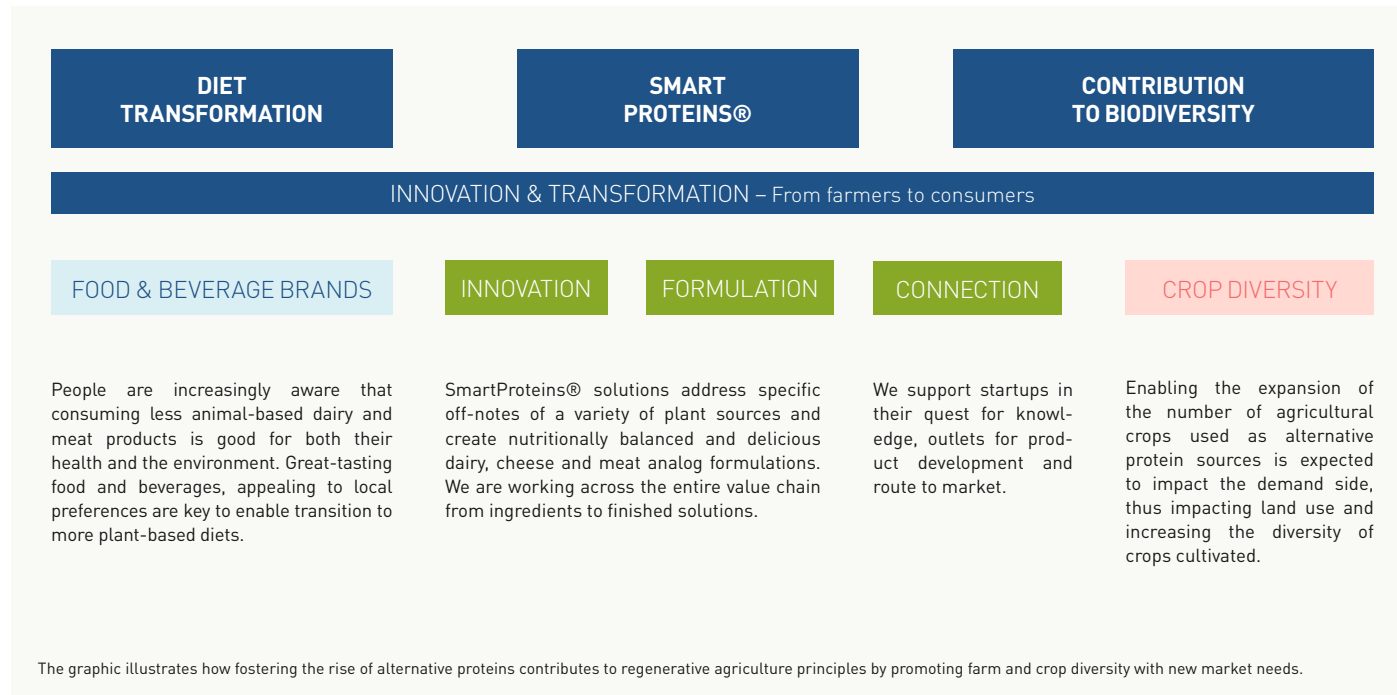 DIET
TRANSFORMATION
SMART
PROTEINS®
CONTRIBUTION
TO BIODIVERSITY
INNOVATION & TRANSFORMATION – From farmers to consumers
FOOD & BEVERAGE BRANDS
INNOVATION
FORMULATION
CONNECTION
CROP DIVERSITY
People are increasingly aware that
consuming less animal-based dairy and
meat products is good for both their
health and the environment. Great-tasting
food and beverages, appealing to local
preferences are key to enable transition to
more plant-based diets.
SmartProteins® solutions address specific
off-notes of a variety of plant sources and
create nutritionally balanced and delicious
dairy, cheese and meat analog formulations.
We are working across the entire value chain
from ingredients to finished solutions.
We support startups in
their quest for knowl-
edge, outlets for prod-
uct development and
route to market.
Enabling the expansion of
the number of agricultural
crops used as alternative
protein sources is expected
to impact the demand side,
thus impacting land use and
increasing the diversity of
crops cultivated.
The graphic illustrates how fostering the rise of alternative proteins contributes to regenerative agriculture principles by promoting farm and crop diversity with new market needs.